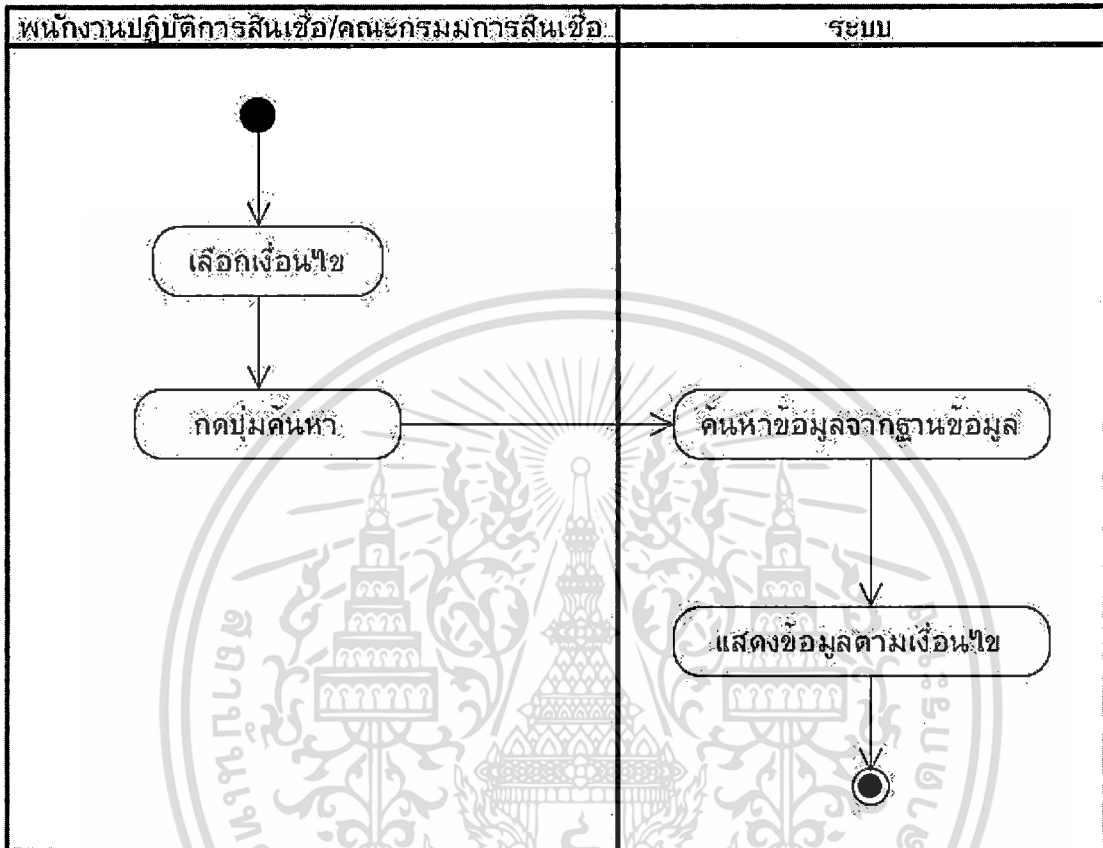 พนักงานปฏิบัติการสินเชื่อ/คณะกรมมการสินเชื่อ
ระบบ
เลือกเงื่อนไข
กดปุ่มค้นหา
ค้นหาข้อมูลจากฐานข้อมูล
แสดงข้อมูลตามเงื่อนไข